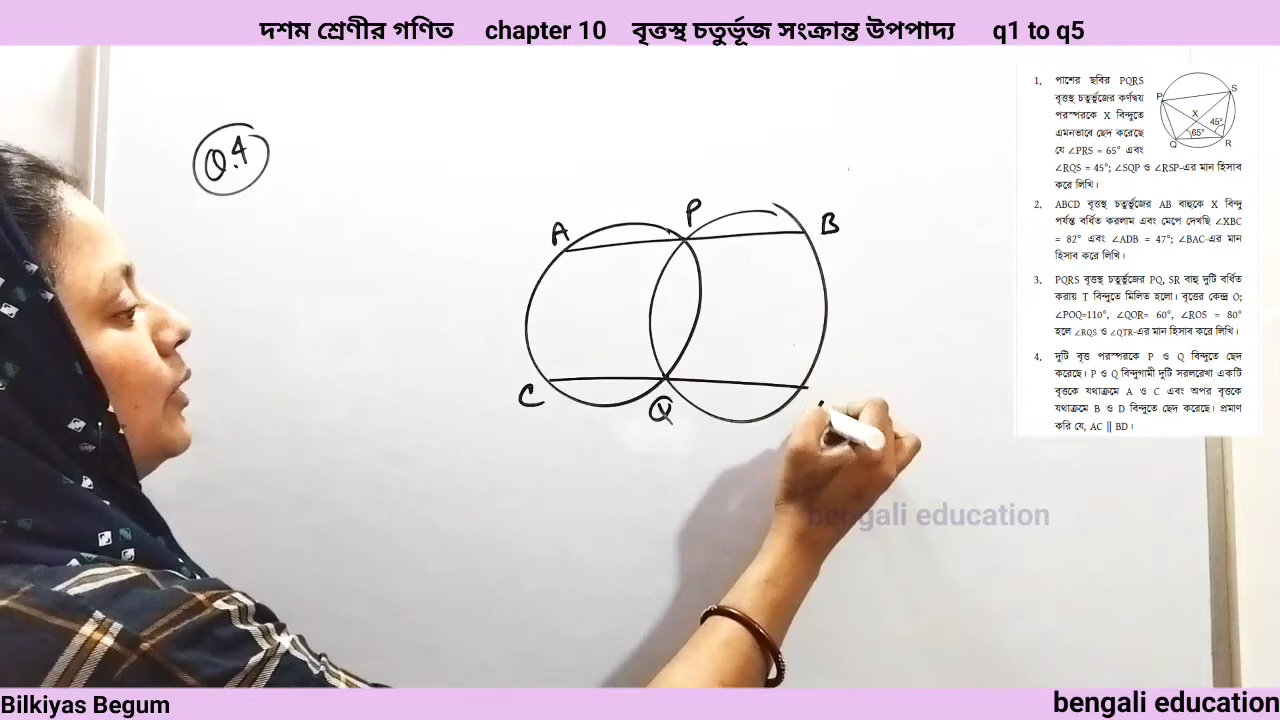 দশম শ্রেণীর গণিত chapter 10 বৃত্তস্থ চতুর্ভূজ সংক্রান্ত উপপাদ্য q1 to q5
Q.4
A
P
B
C
Q
1. পাশের ছবির PQRS
বৃত্তস্থ চতুর্ভুজের কর্ণদ্বয়
পরস্পরকে X বিন্দুতে
এমনভাবে ছেদ করেছে
যে ∠PRS = 65° এবং
∠RQS = 45°; ∠SQP ও ∠RSP-এর মান হিসাব
করে লিখি।
P
S
X
45°
65°
Q
R
2. ABCD বৃত্তস্থ চতুর্ভুজের AB বাহুকে X বিন্দু
পর্যন্ত বর্ধিত করলাম এবং মেপে দেখছি ∠XBC
= 82° এবং ∠ADB = 47°; ∠BAC-এর মান
হিসাব করে লিখি।
3. PQRS বৃত্তস্থ চতুর্ভুজের PQ, SR বাহু দুটি বর্ধিত
করায় T বিন্দুতে মিলিত হলো। বৃত্তের কেন্দ্র O;
∠POQ=110°, ∠QOR= 60°, ∠ROS = 80°
হলে ∠RQS ও ∠QTR-এর মান হিসাব করে লিখি।
4. দুটি বৃত্ত পরস্পরকে P ও Q বিন্দুতে ছেদ
করেছে। P ও Q বিন্দুগামী দুটি সরলরেখা একটি
বৃত্তকে যথাক্রমে A ও C এবং অপর বৃত্তকে
যথাক্রমে B ও D বিন্দুতে ছেদ করেছে। প্রমাণ
করি যে, AC || BD।
bengali education
Bilkiyas Begum
bengali education